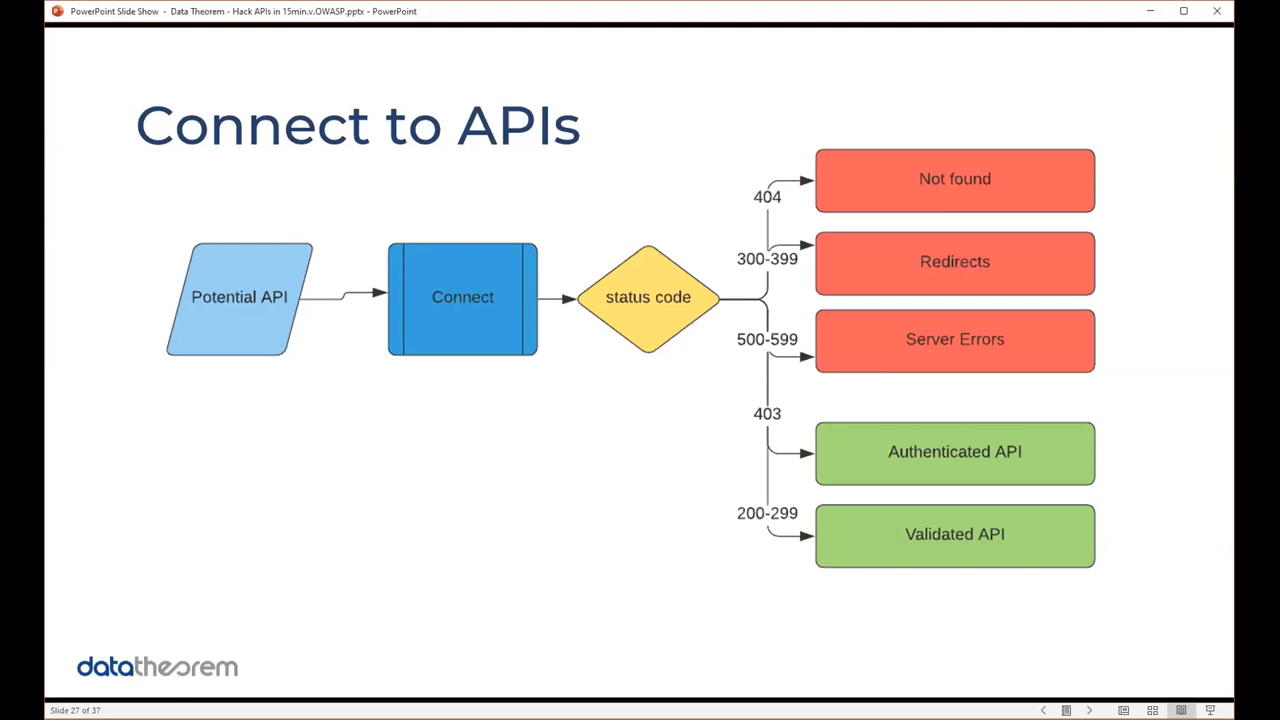 PowerPoint Slide Show - Data Theorem - Hack APIs in 15min.v.OWASP.pptx - PowerPoint
Connect to APIs
Potential API
Connect
status code
404
Not found
300-399
Redirects
500-599
Server Errors
403
Authenticated API
200-299
Validated API
datatheorem
Slide 27 of 37